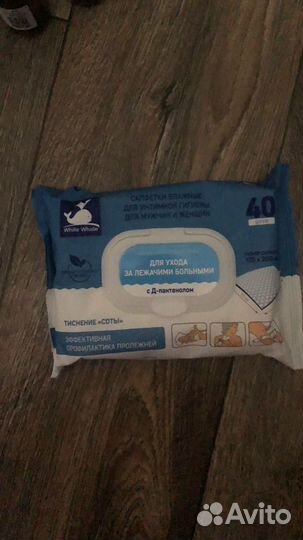 White Whale
САЛФЕТКИ ВЛАЖНЫЕ
ДЛЯ ИНТИМНОЙ ГИГИЕНЫ
ДЛЯ МУЖЧИН И ЖЕНЩИН
40
ДЛЯ УХОДА
ЗА ЛЕЖАЧИМИ БОЛЬНЫМИ
с Д-пантенолом
ТИСНЕНИЕ «СОТЫ»
ЭФФЕКТИВНАЯ
ПРОФИЛАКТИКА ПРОЛЕЖНЕЙ
Avito